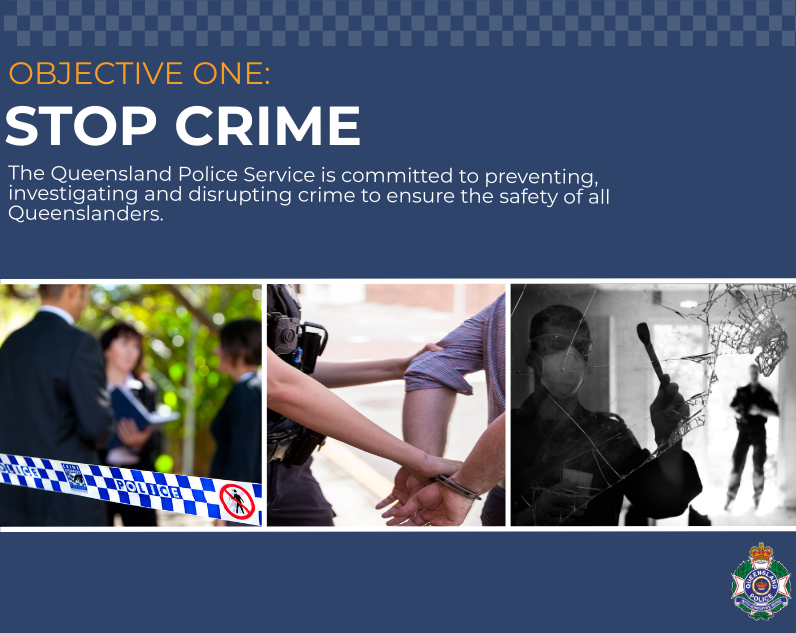 OBJECTIVE ONE:
STOP CRIME
The Queensland Police Service is committed to preventing,
investigating and disrupting crime to ensure the safety of all
Queenslanders.
POLICE
QUEENSLAND
POLICE